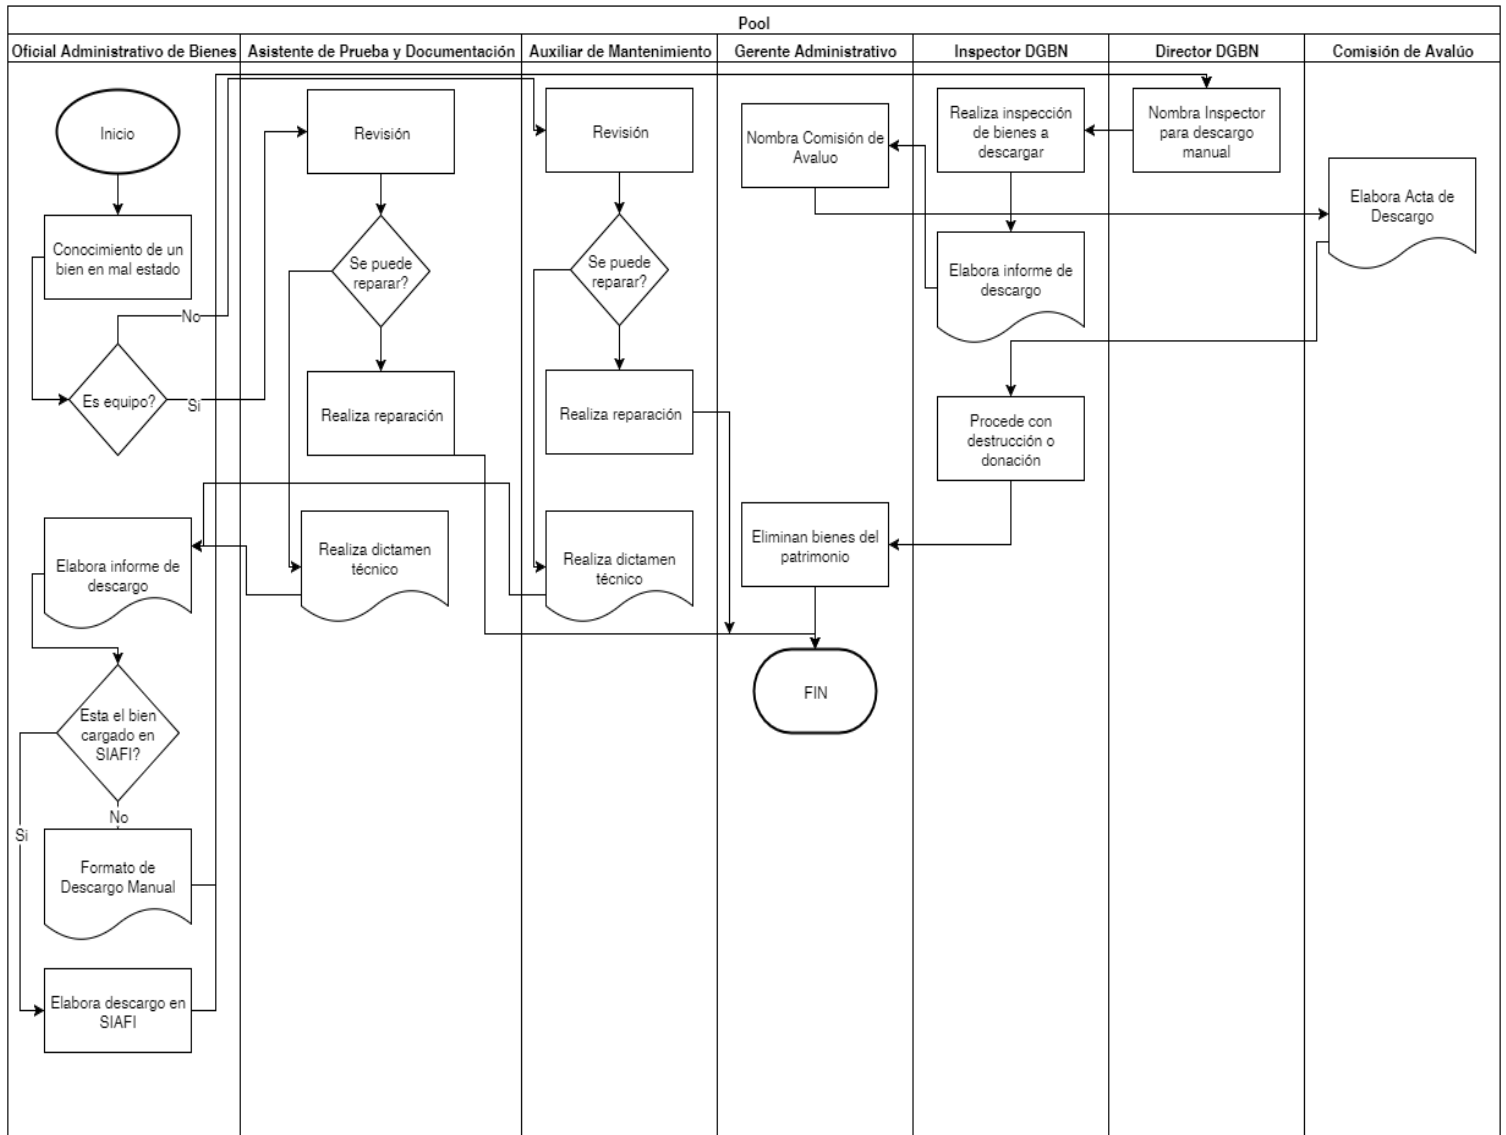 Pool
Oficial Administrativo de Bienes
Asistente de Prueba y Documentación
Auxiliar de Mantenimiento
Gerente Administrativo
Inspector DGBN
Director DGBN
Comisión de Avalúo
Inicio
Conocimiento de un
bien en mal estado
No
Es equipo?
Si
Elabora informe de
descargo
Esta el bien
cargado en
SIAFI?
No
Si
Formato de
Descargo Manual
Elabora descargo en
SIAFI
Revisión
Se puede
reparar?
Realiza reparación
Realiza dictamen
técnico
Revisión
Se puede
reparar?
Realiza reparación
Realiza dictamen
técnico
Nombra Comisión de
Avaluo
Eliminan bienes del
patrimonio
FIN
Realiza inspección
de bienes a
descargar
Elabora informe de
descargo
Procede con
destrucción o
donación
Nombra Inspector
para descargo
manual
Elabora Acta de
Descargo